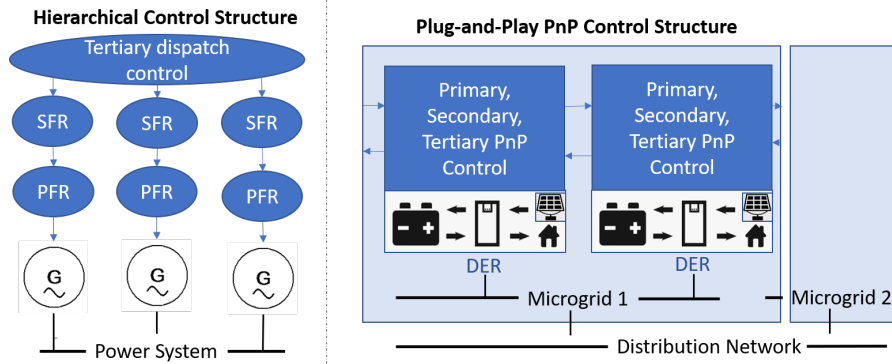 Hierarchical Control Structure
Tertiary dispatch
control
SFR
SFR
SFR
PFR
PFR
PFR
G
G
G
Power System
Plug-and-Play PnP Control Structure
Primary,
Secondary,
Tertiary PnP
Control
Primary,
Secondary,
Tertiary PnP
Control
DER
DER
Microgrid 1
Microgrid 2
Distribution Network